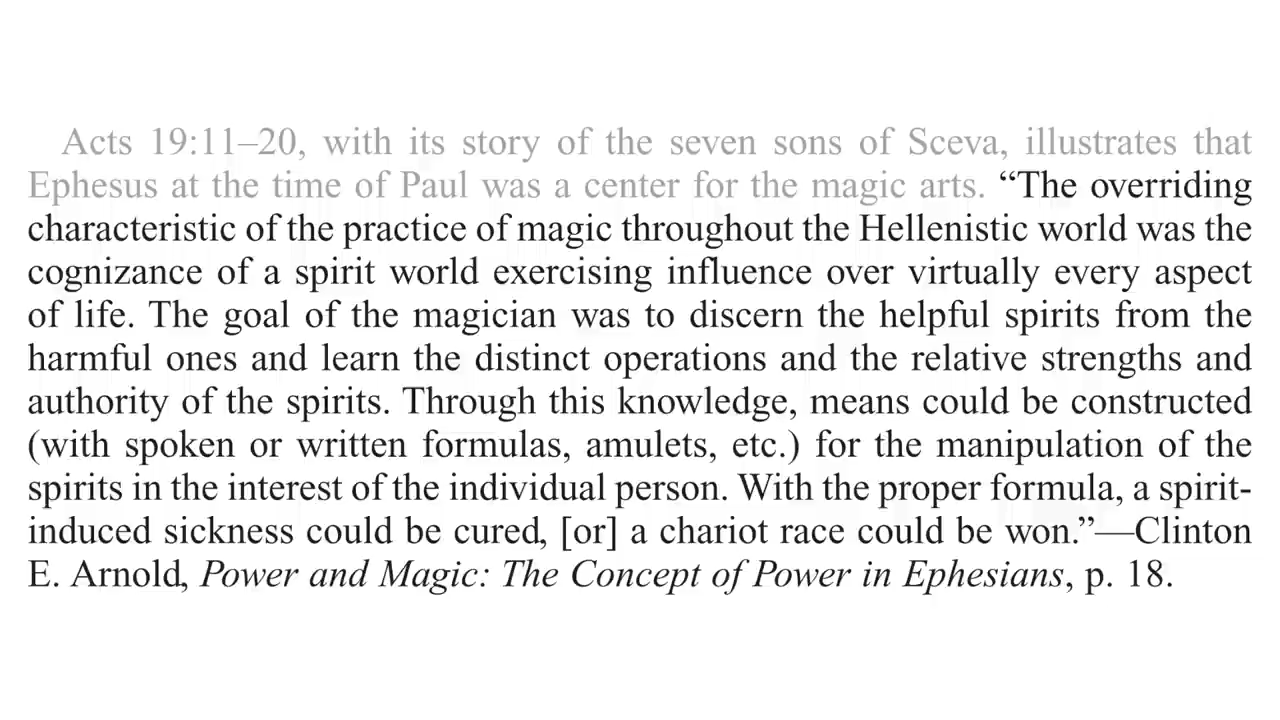 Acts 19:11–20, with its story of the seven sons of Sceva, illustrates that
Ephesus at the time of Paul was a center for the magic arts. “The overriding
characteristic of the practice of magic throughout the Hellenistic world was the
cognizance of a spirit world exercising influence over virtually every aspect
of life. The goal of the magician was to discern the helpful spirits from the
harmful ones and learn the distinct operations and the relative strengths and
authority of the spirits. Through this knowledge, means could be constructed
(with spoken or written formulas, amulets, etc.) for the manipulation of the
spirits in the interest of the individual person. With the proper formula, a spirit-
induced sickness could be cured, [or] a chariot race could be won.”—Clinton
E. Arnold, Power and Magic: The Concept of Power in Ephesians, p. 18.